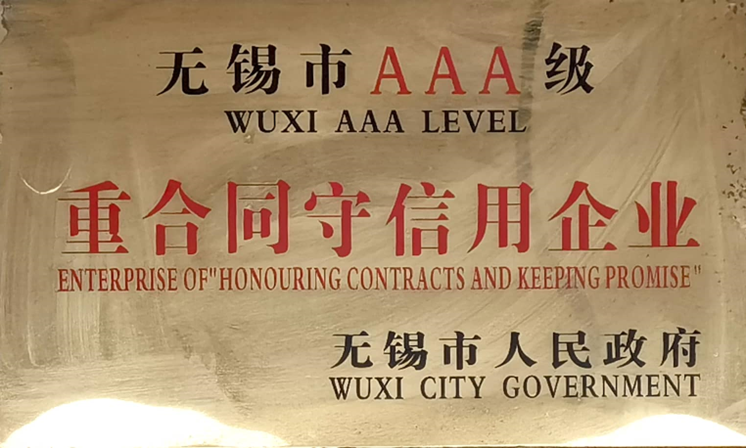 无锡市AAA级
WUXI AAA LEVEL
重合同守信用企业
ENTERPRISE OF"HONOURING CONTRACTS AND KEEPING PROMISE"
无锡市人民政府
WUXI CITY GOVERNMENT